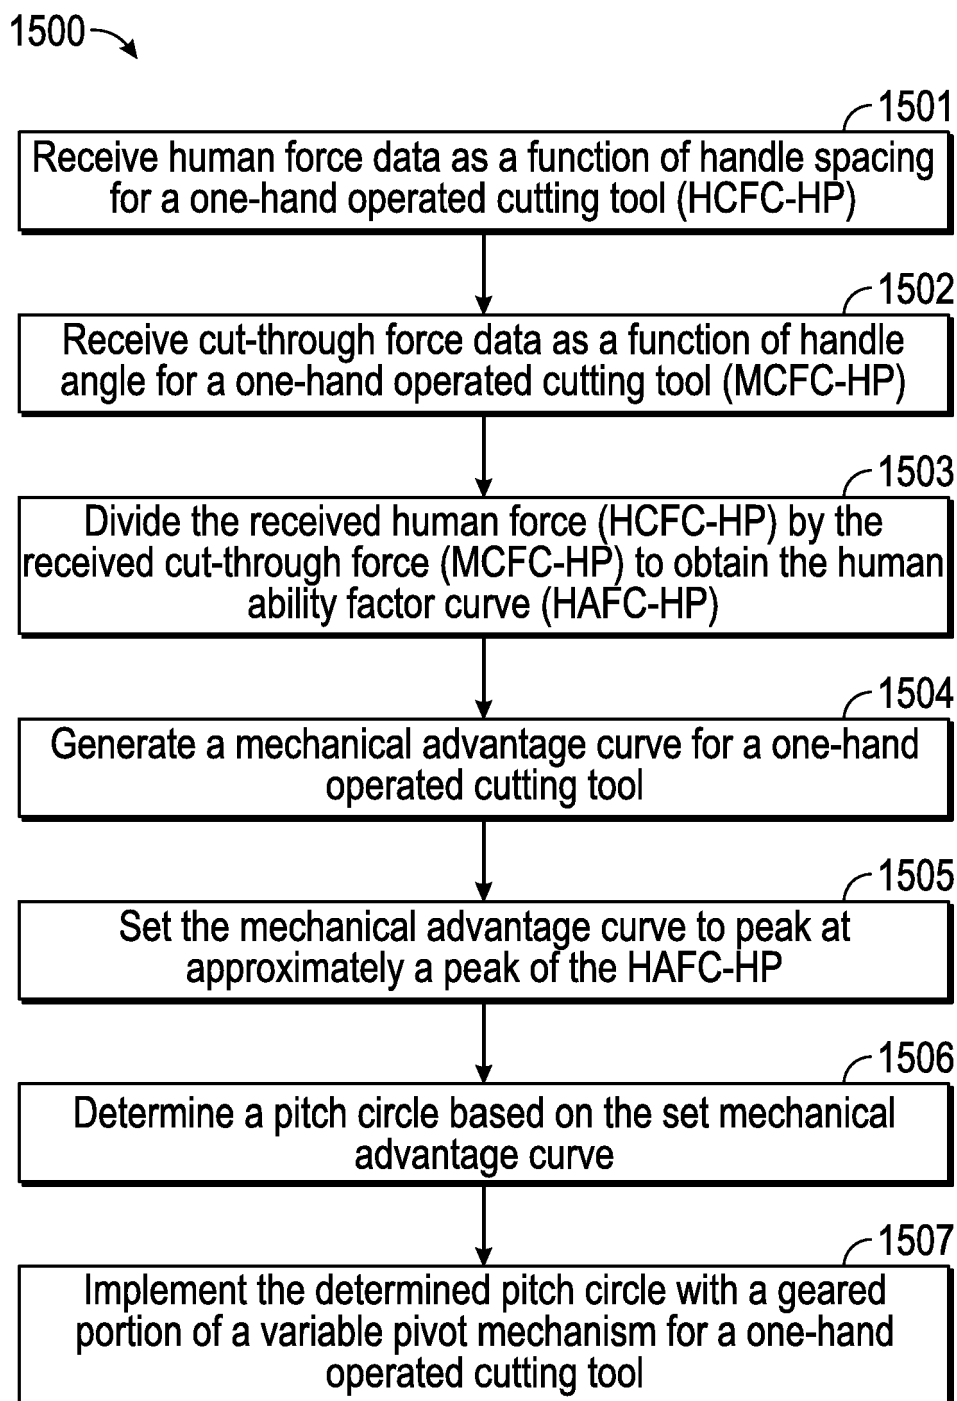 1500
1501
Receive human force data as a function of handle spacing
for a one-hand operated cutting tool (HCFC-HP)
1502
Receive cut-through force data as a function of handle
angle for a one-hand operated cutting tool (MCFC-HP)
1503
Divide the received human force (HCFC-HP) by the
received cut-through force (MCFC-HP) to obtain the human
ability factor curve (HAFC-HP)
1504
Generate a mechanical advantage curve for a one-hand
operated cutting tool
1505
Set the mechanical advantage curve to peak at
approximately a peak of the HAFC-HP
1506
Determine a pitch circle based on the set mechanical
advantage curve
1507
Implement the determined pitch circle with a geared
portion of a variable pivot mechanism for a one-hand
operated cutting tool